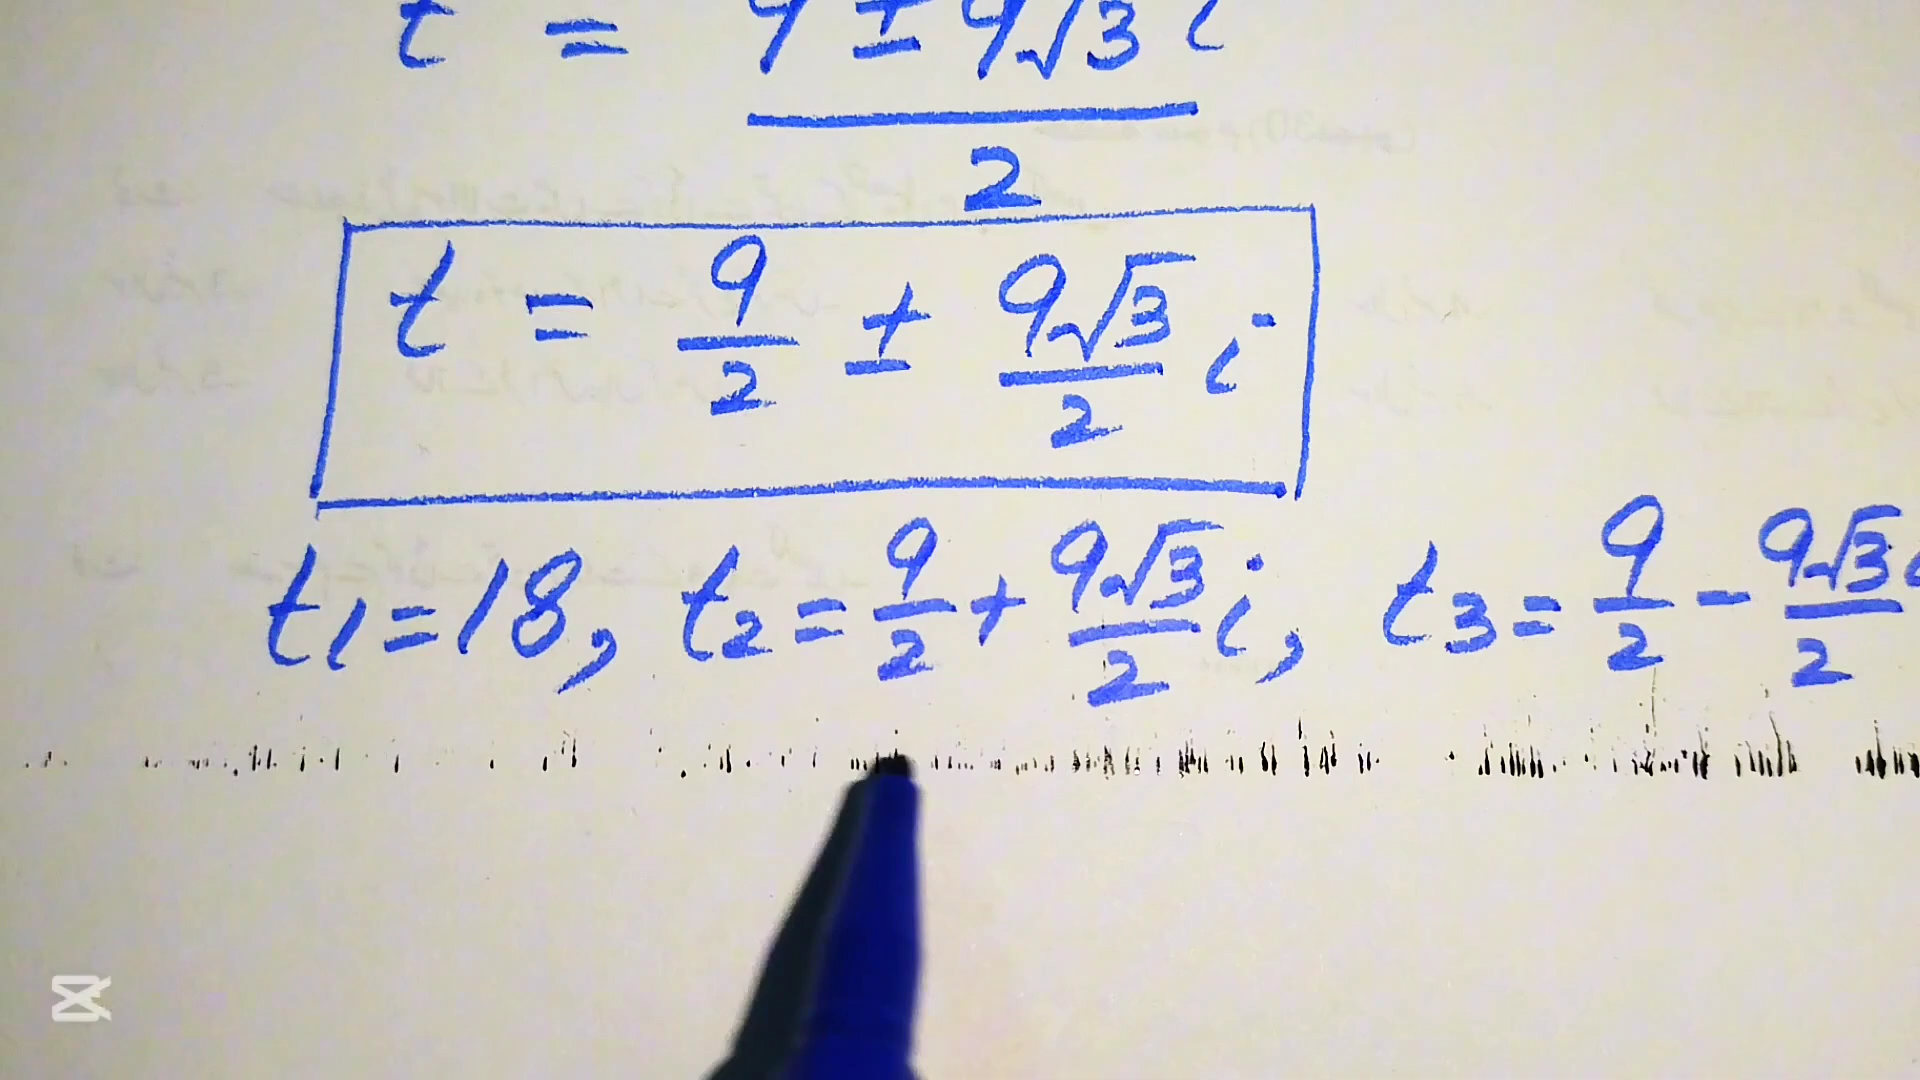 t = 9 ± 9√3 i
2
t = 9/2 ± 9√3/2 i
t1 = 18, t2 = 9/2 + 9√3/2 i, t3 = 9/2 - 9√3/2